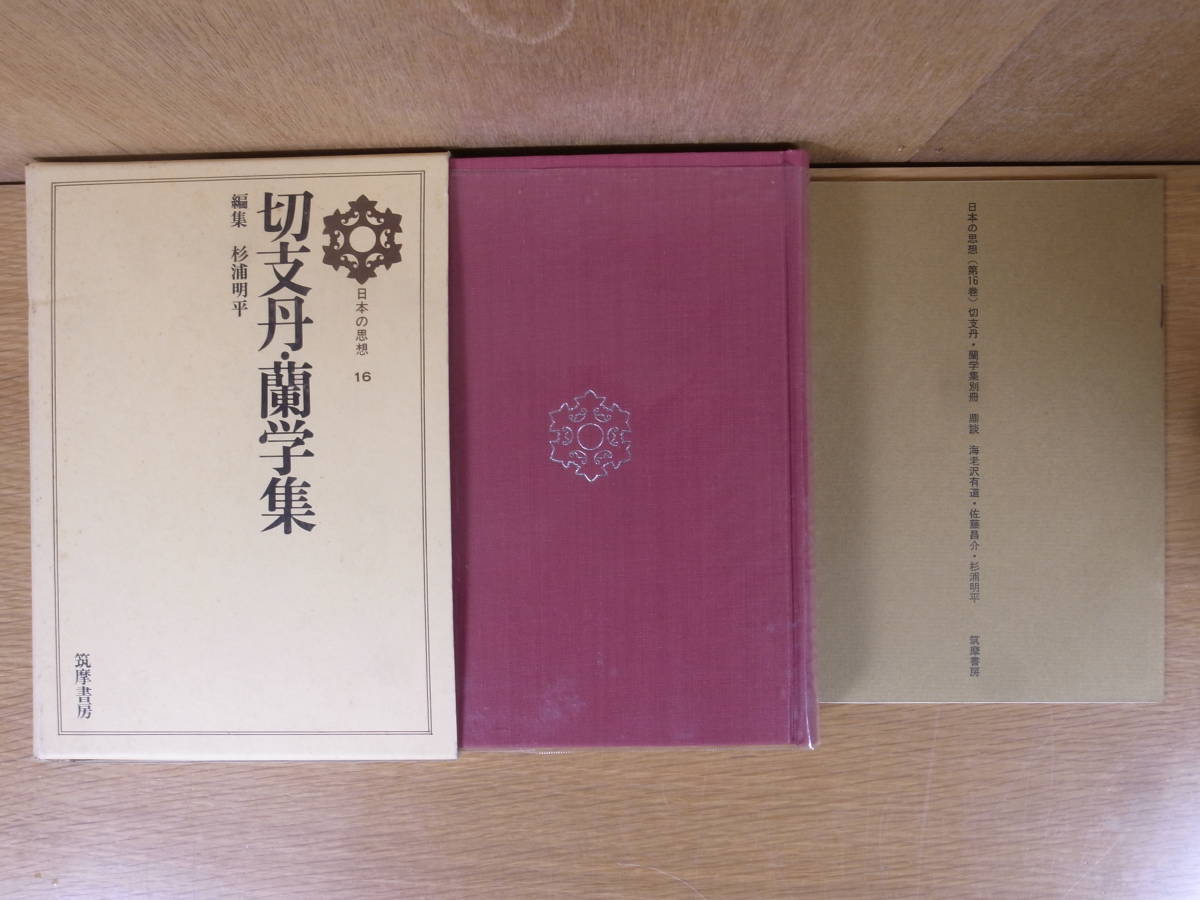 日本の思想 16
切支丹・蘭学集
編集 杉浦明平
筑摩書房
日本の思想(第16巻)切支丹・蘭学集別冊 鼎談 海老沢有道・佐藤昌介・杉浦明平 筑摩書房